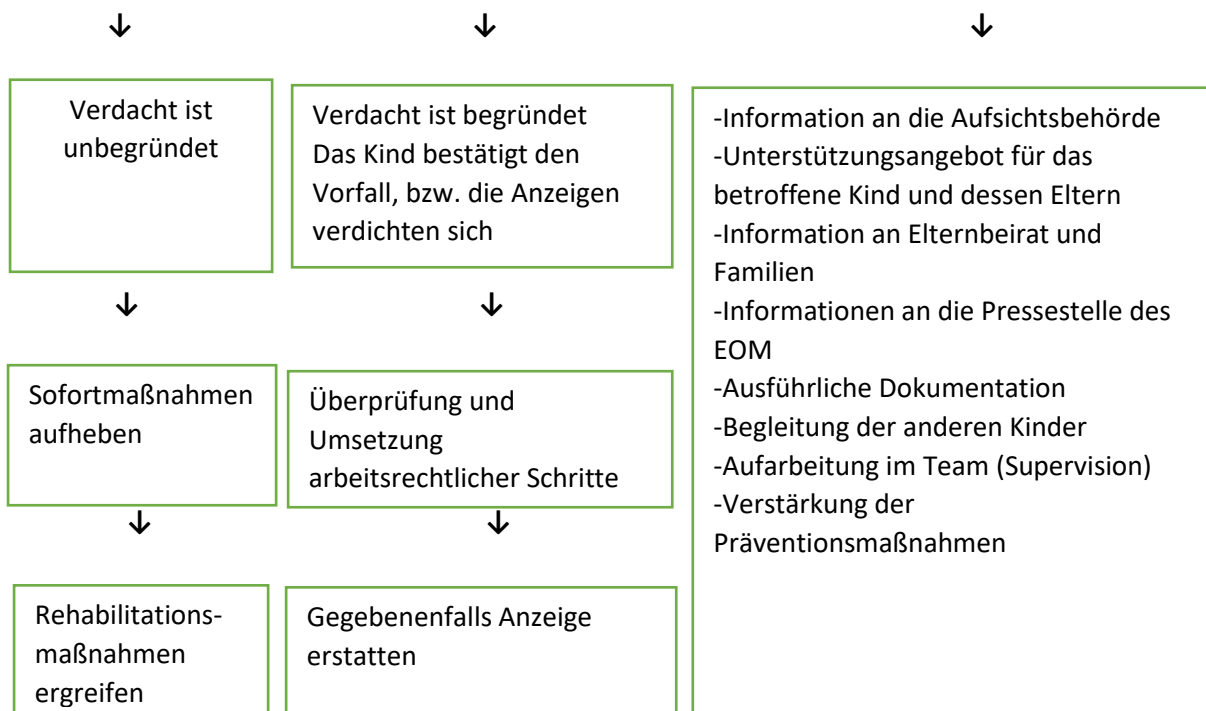 Verdacht ist
unbegründet
Sofortmaßnahmen
aufheben
Rehabilitations-
maßnahmen
ergreifen
Verdacht ist begründet
Das Kind bestätigt den
Vorfall, bzw. die Anzeigen
verdichten sich
Überprüfung und
Umsetzung
arbeitsrechtlicher Schritte
Gegebenenfalls Anzeige
erstatten
-Information an die Aufsichtsbehörde
-Unterstützungsangebot für das
betroffene Kind und dessen Eltern
-Information an Elternbeirat und
Familien
-Informationen an die Pressestelle des
EOM
-Ausführliche Dokumentation
-Begleitung der anderen Kinder
-Aufarbeitung im Team (Supervision)
-Verstärkung der
Präventionsmaßnahmen